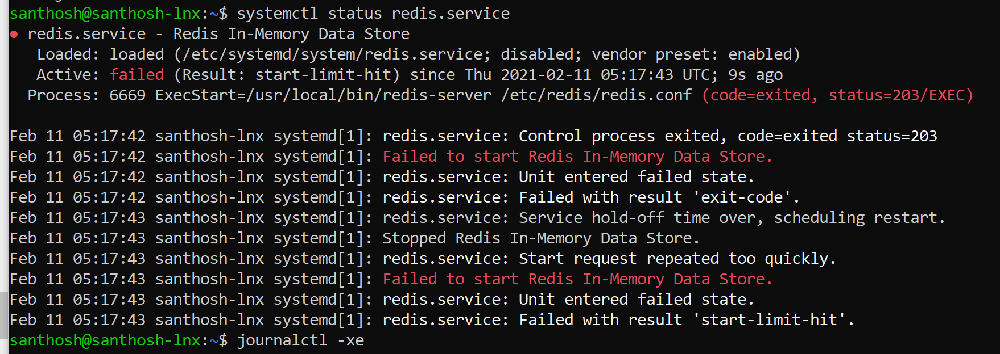 santhosh@santhosh-lnx:~$ systemctl status redis.service
● redis.service - Redis In-Memory Data Store
   Loaded: loaded (/etc/systemd/system/redis.service; disabled; vendor preset: enabled)
   Active: failed (Result: start-limit-hit) since Thu 2021-02-11 05:17:43 UTC; 9s ago
  Process: 6669 ExecStart=/usr/local/bin/redis-server /etc/redis/redis.conf (code=exited, status=203/EXEC)

Feb 11 05:17:42 santhosh-lnx systemd[1]: redis.service: Control process exited, code=exited status=203
Feb 11 05:17:42 santhosh-lnx systemd[1]: Failed to start Redis In-Memory Data Store.
Feb 11 05:17:42 santhosh-lnx systemd[1]: redis.service: Unit entered failed state.
Feb 11 05:17:42 santhosh-lnx systemd[1]: redis.service: Failed with result 'exit-code'.
Feb 11 05:17:43 santhosh-lnx systemd[1]: redis.service: Service hold-off time over, scheduling restart.
Feb 11 05:17:43 santhosh-lnx systemd[1]: Stopped Redis In-Memory Data Store.
Feb 11 05:17:43 santhosh-lnx systemd[1]: redis.service: Start request repeated too quickly.
Feb 11 05:17:43 santhosh-lnx systemd[1]: Failed to start Redis In-Memory Data Store.
Feb 11 05:17:43 santhosh-lnx systemd[1]: redis.service: Unit entered failed state.
Feb 11 05:17:43 santhosh-lnx systemd[1]: redis.service: Failed with result 'start-limit-hit'.
santhosh@santhosh-lnx:~$ journalctl -xe